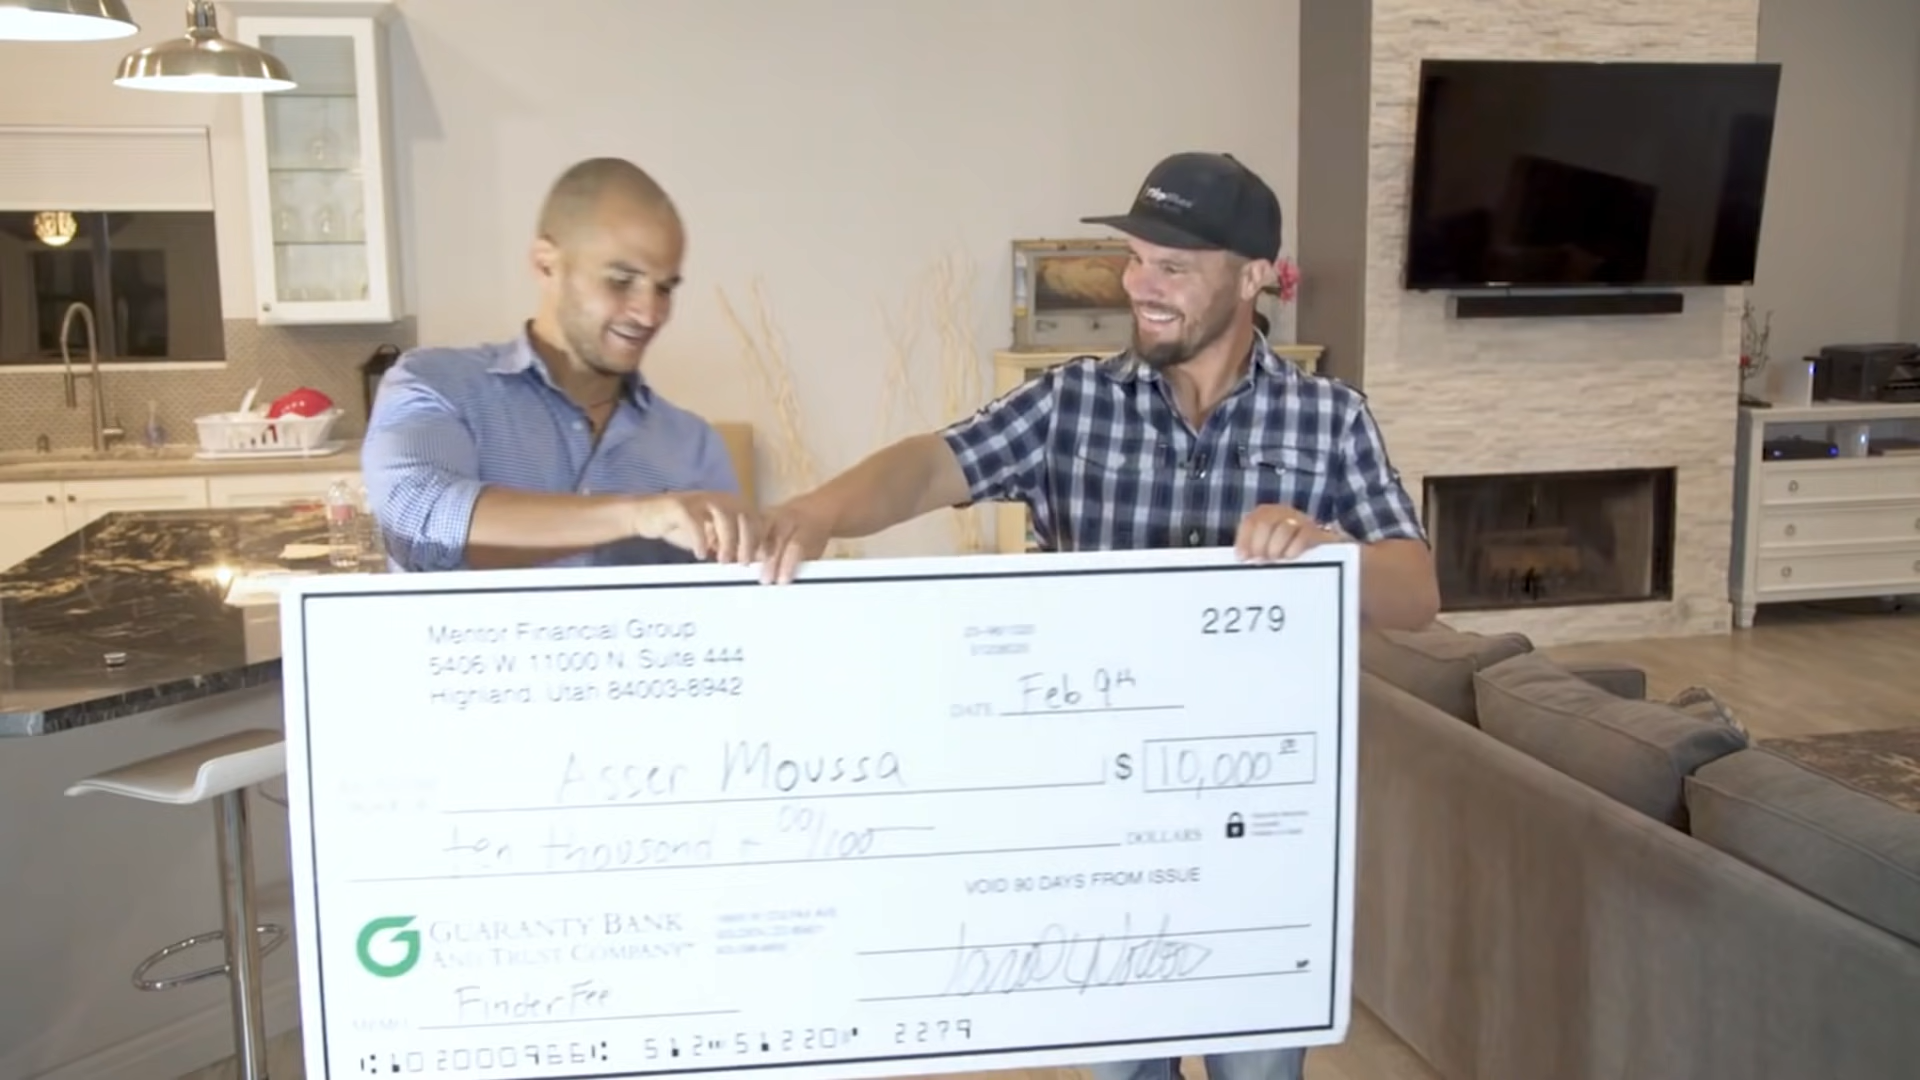 Mentor Financial Group
5406 W. 11000 N. Suite 444
Highland, Utah 84003-8942
2279
DATE Feb 9th
Asser Moussa $ 10,000 00
ten thousand + 00/100 DOLLARS
VOID 90 DAYS FROM ISSUE
GUARANTY BANK
AND TRUST COMPANY
MEMO Finder Fee
2279